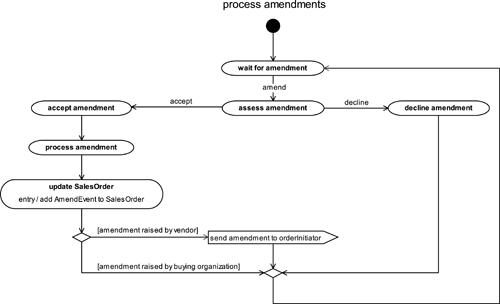 process amendments
wait for amendment
amend
accept
assess amendment
decline
accept amendment
decline amendment
process amendment
update SalesOrder
entry / add AmendEvent to SalesOrder
[amendment raised by vendor]
send amendment to orderInitiator
[amendment raised by buying organization]